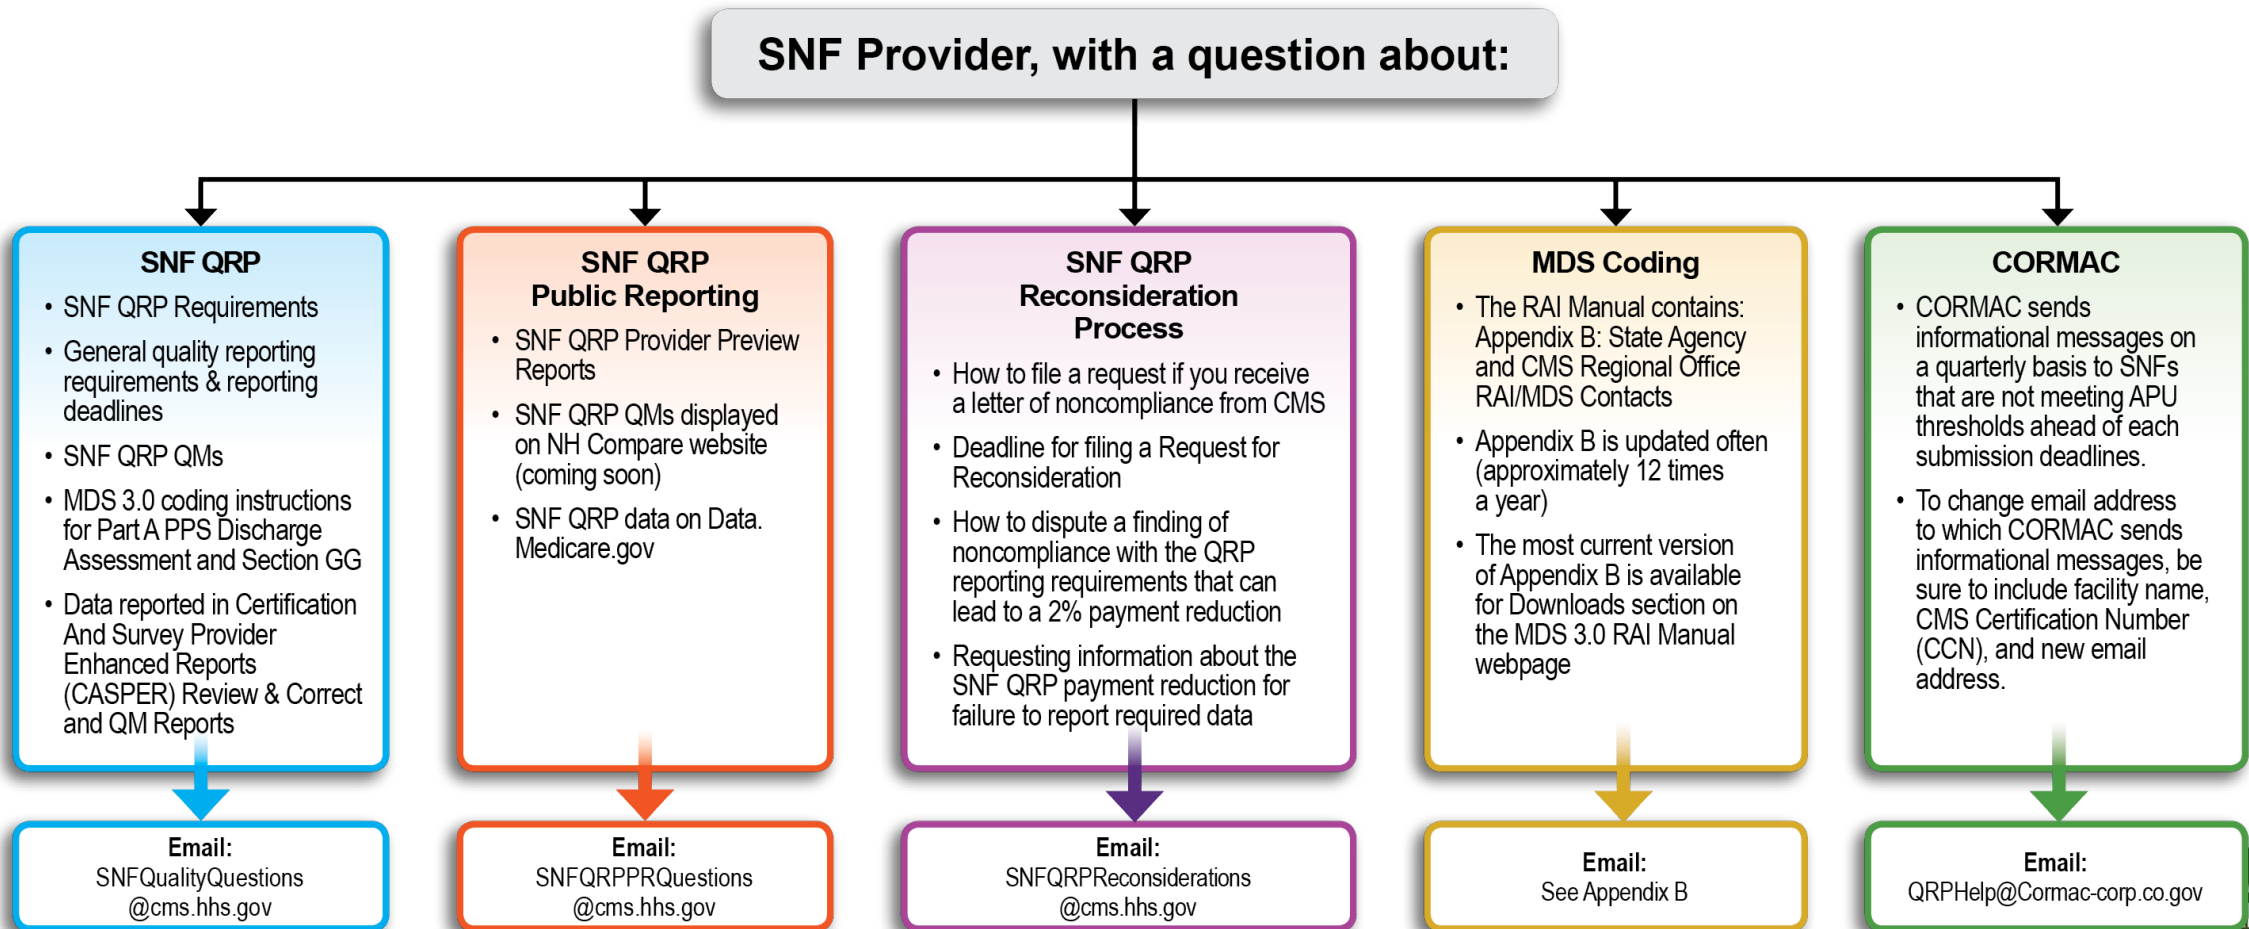 SNF Provider, with a question about:
SNF QRP
• SNF QRP Requirements
• General quality reporting
requirements & reporting
deadlines
• SNF QRP QMs
• MDS 3.0 coding instructions
for Part A PPS Discharge
Assessment and Section GG
• Data reported in Certification
And Survey Provider
Enhanced Reports
(CASPER) Review & Correct
and QM Reports
Email:
SNFQualityQuestions
@cms.hhs.gov
SNF QRP
Public Reporting
• SNF QRP Provider Preview
Reports
• SNF QRP QMs displayed
on NH Compare website
(coming soon)
• SNF QRP data on Data.
Medicare.gov
Email:
SNFQRPPRQuestions
@cms.hhs.gov
SNF QRP
Reconsideration
Process
• How to file a request if you receive
a letter of noncompliance from CMS
• Deadline for filing a Request for
Reconsideration
• How to dispute a finding of
noncompliance with the QRP
reporting requirements that can
lead to a 2% payment reduction
• Requesting information about the
SNF QRP payment reduction for
failure to report required data
Email:
SNFQRPReconsiderations
@cms.hhs.gov
MDS Coding
• The RAI Manual contains:
Appendix B: State Agency
and CMS Regional Office
RAI/MDS Contacts
• Appendix B is updated often
(approximately 12 times
a year)
• The most current version
of Appendix B is available
for Downloads section on
the MDS 3.0 RAI Manual
webpage
Email:
See Appendix B
CORMAC
• CORMAC sends
informational messages on
a quarterly basis to SNFs
that are not meeting APU
thresholds ahead of each
submission deadlines.
• To change email address
to which CORMAC sends
informational messages, be
sure to include facility name,
CMS Certification Number
(CCN), and new email
address.
Email:
QRPHelp@Cormac-corp.co.gov